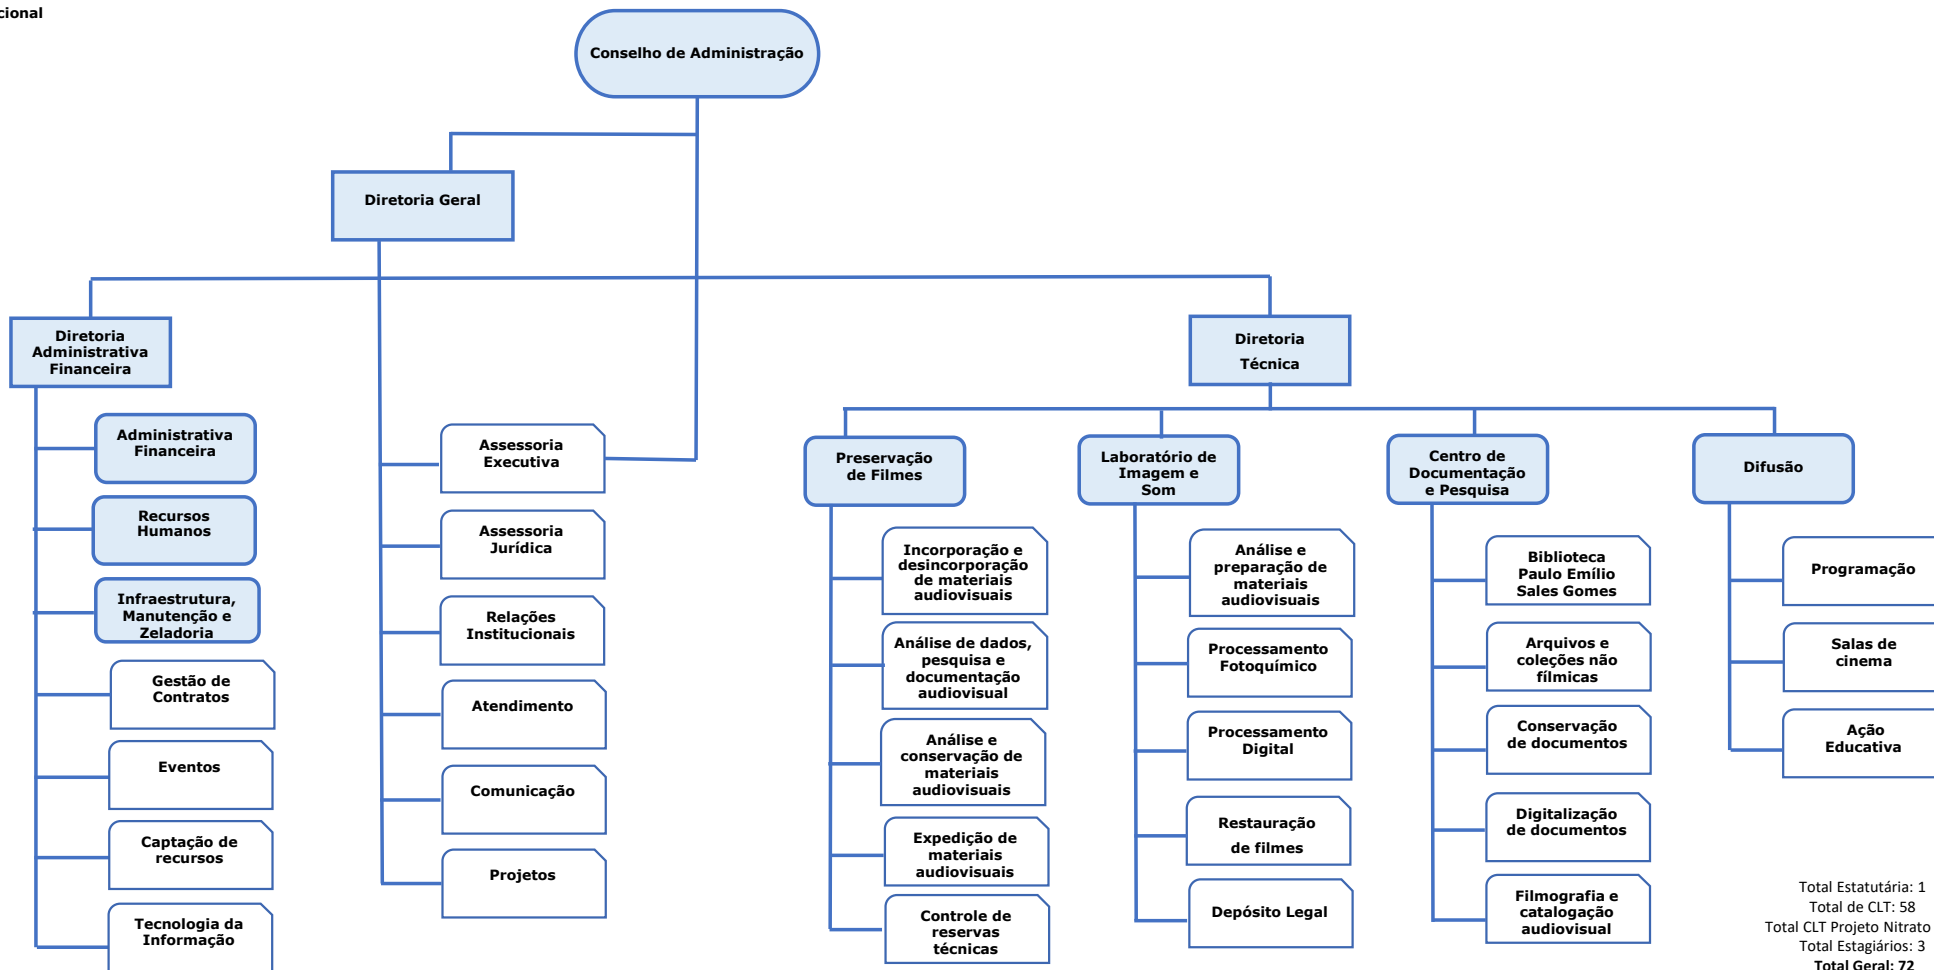 cional
Conselho de Administração
Diretoria Geral
Diretoria
Administrativa
Financeira
Diretoria
Técnica
Administrativa
Financeira
Recursos
Humanos
Infraestrutura,
Manutenção e
Zeladoria
Gestão de
Contratos
Eventos
Captação de
recursos
Tecnologia da
Informação
Assessoria
Executiva
Assessoria
Jurídica
Relações
Institucionais
Atendimento
Comunicação
Projetos
Preservação
de Filmes
Incorporação e
desincorporação
de materiais
audiovisuais
Análise de dados,
pesquisa e
documentação
audiovisual
Análise e
conservação de
materiais
audiovisuais
Expedição de
materiais
audiovisuais
Controle de
reservas
técnicas
Laboratório de
Imagem e
Som
Análise e
preparação de
materiais
audiovisuais
Processamento
Fotoquímico
Processamento
Digital
Restauração
de filmes
Depósito Legal
Centro de
Documentação
e Pesquisa
Biblioteca
Paulo Emílio
Sales Gomes
Arquivos e
coleções não
fílmicas
Conservação
de documentos
Digitalização
de documentos
Filmografia e
catalogação
audiovisual
Difusão
Programação
Salas de
cinema
Ação
Educativa
Total Estatutária: 1
Total de CLT: 58
Total CLT Projeto Nitrato
Total Estagiários: 3
Total Geral: 72